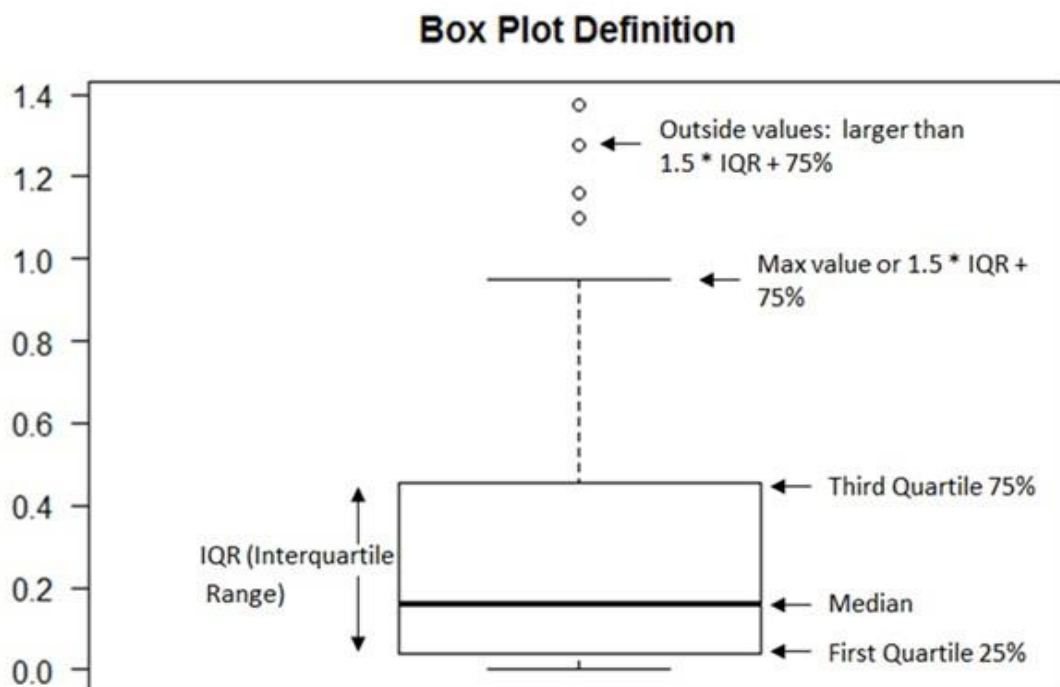 Box Plot Definition
1.4
1.2
1.0
0.8
0.6
0.4
0.2
0.0
Outside values: larger than
1.5 * IQR + 75%
Max value or 1.5 * IQR +
75%
Third Quartile 75%
IQR (Interquartile
Range)
Median
First Quartile 25%